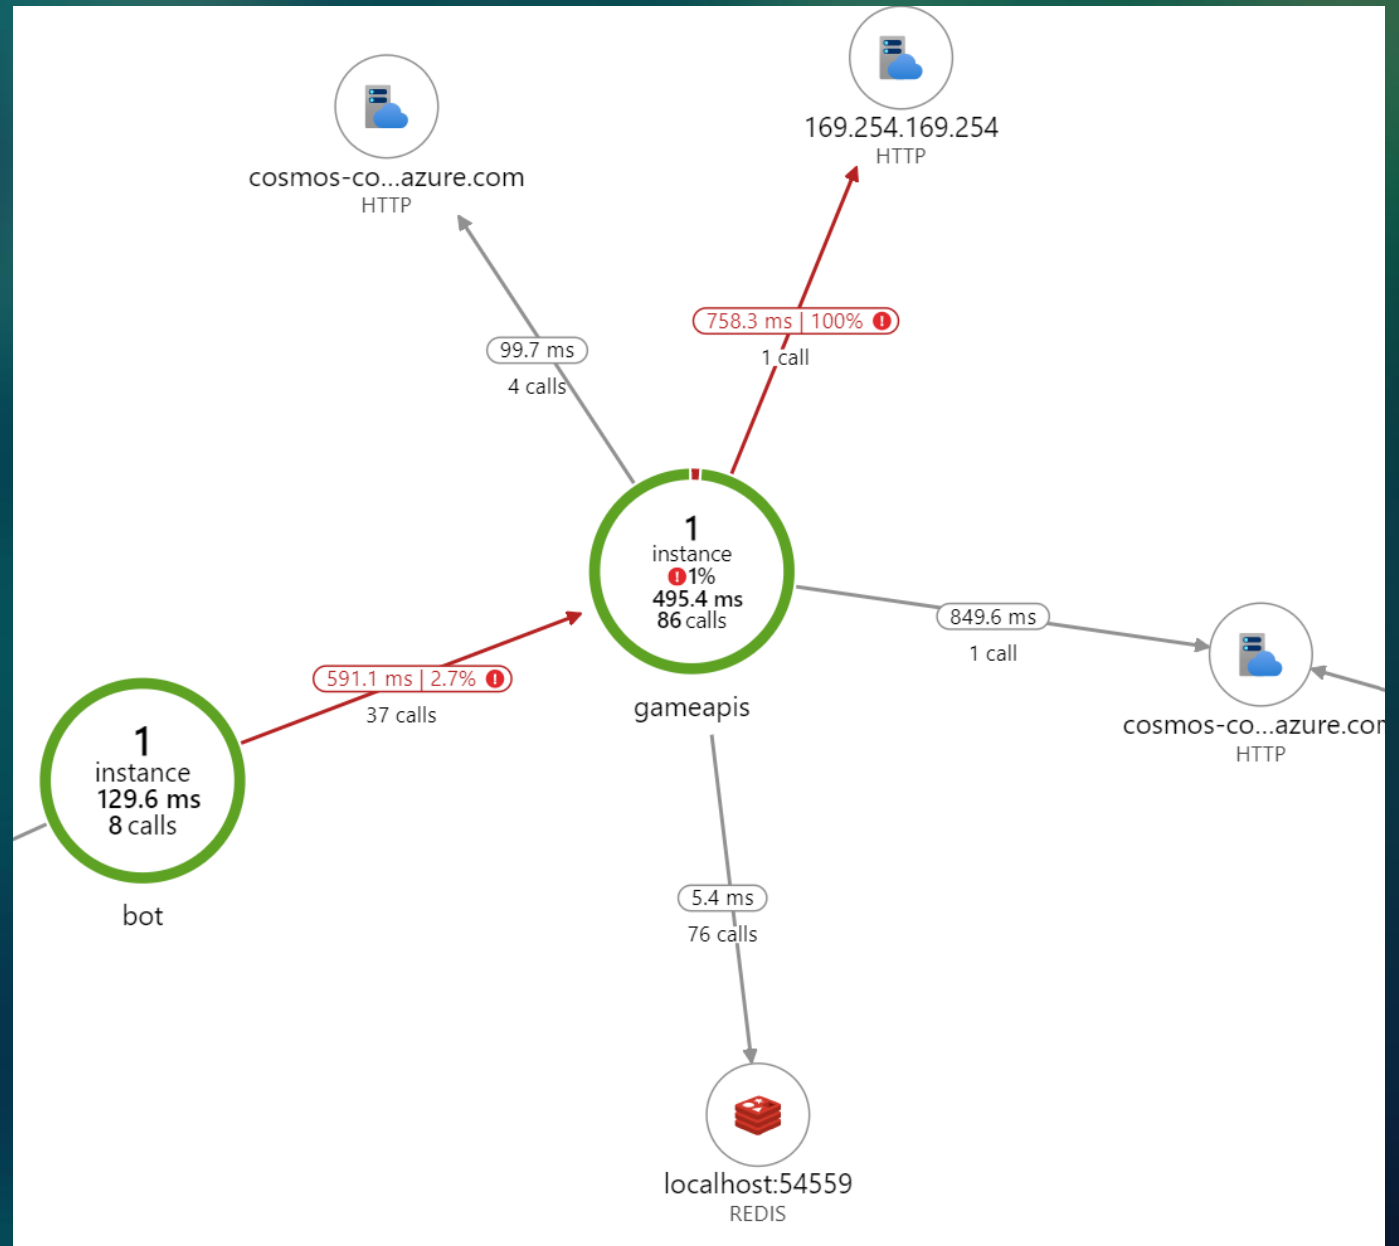 169.254.169.254
HTTP
cosmos-co...azure.com
HTTP
758.3 ms | 100%
1 call
99.7 ms
4 calls
1
instance
1%
495.4 ms
86 calls
gameapis
849.6 ms
1 call
cosmos-co...azure.com
HTTP
591.1 ms | 2.7%
37 calls
1
instance
129.6 ms
8 calls
bot
5.4 ms
76 calls
localhost:54559
REDIS